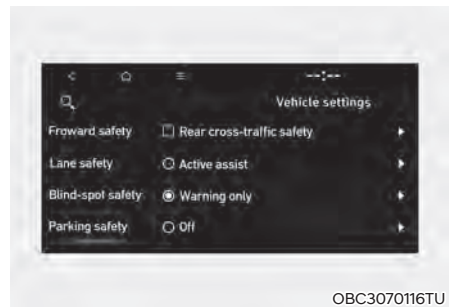 --:--
Vehicle settings
Froward safety
Rear cross-traffic safety
Lane safety
Active assist
Blind-spot safety
Warning only
Parking safety
Off
OBC3070116TU